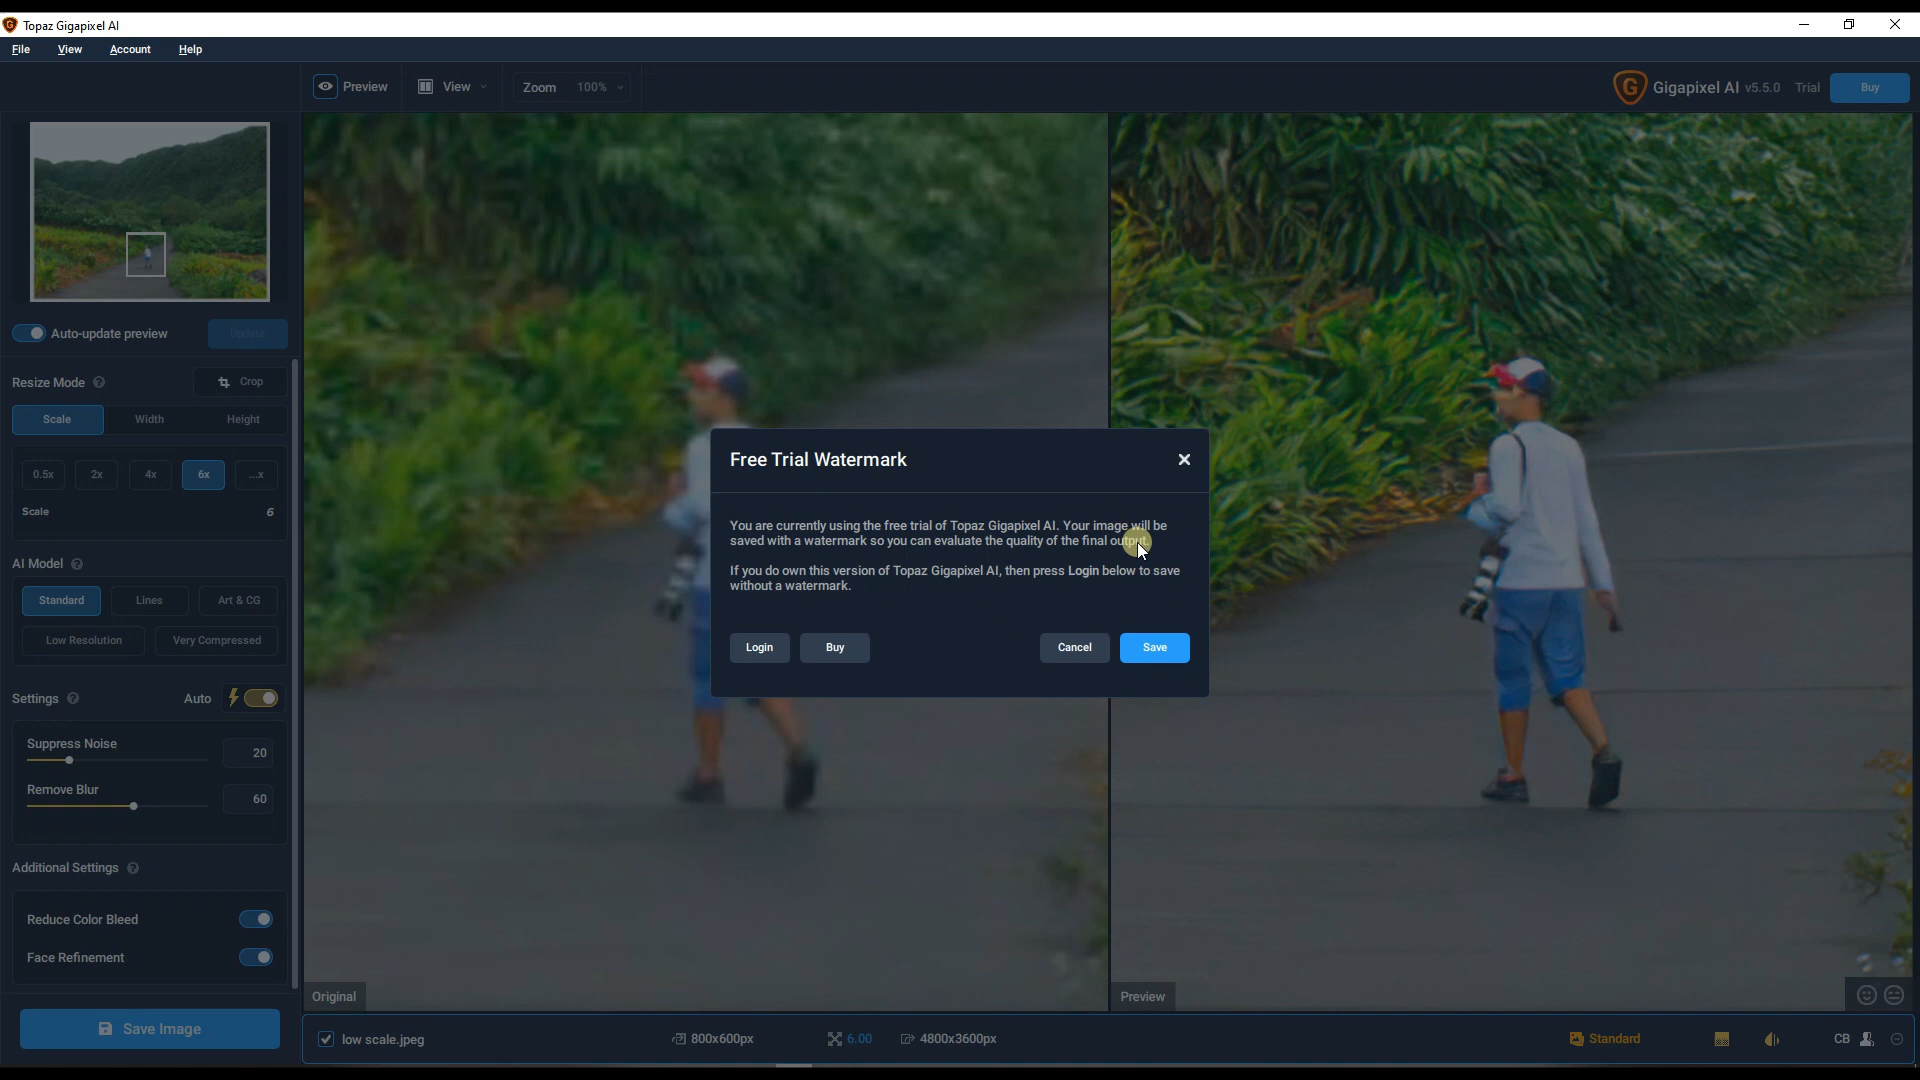 Topaz Gigapixel AI
File View Account Help
Preview View Zoom 100% Gigapixel AI v5.5.0 Trial Buy
Auto-update preview Update
Resize Mode Crop
Scale Width Height
0.5x 2x 4x 6x ...x
Scale 6
AI Model
Standard Lines Art & CG
Low Resolution Very Compressed
Settings Auto
Suppress Noise 20
Remove Blur 60
Additional Settings
Reduce Color Bleed
Face Refinement
Save Image
Free Trial Watermark
You are currently using the free trial of Topaz Gigapixel AI. Your image will be
saved with a watermark so you can evaluate the quality of the final output.
If you do own this version of Topaz Gigapixel AI, then press Login below to save
without a watermark.
Login Buy Cancel Save
Original Preview
low scale.jpeg 800x600px 6.00 4800x3600px Standard CB